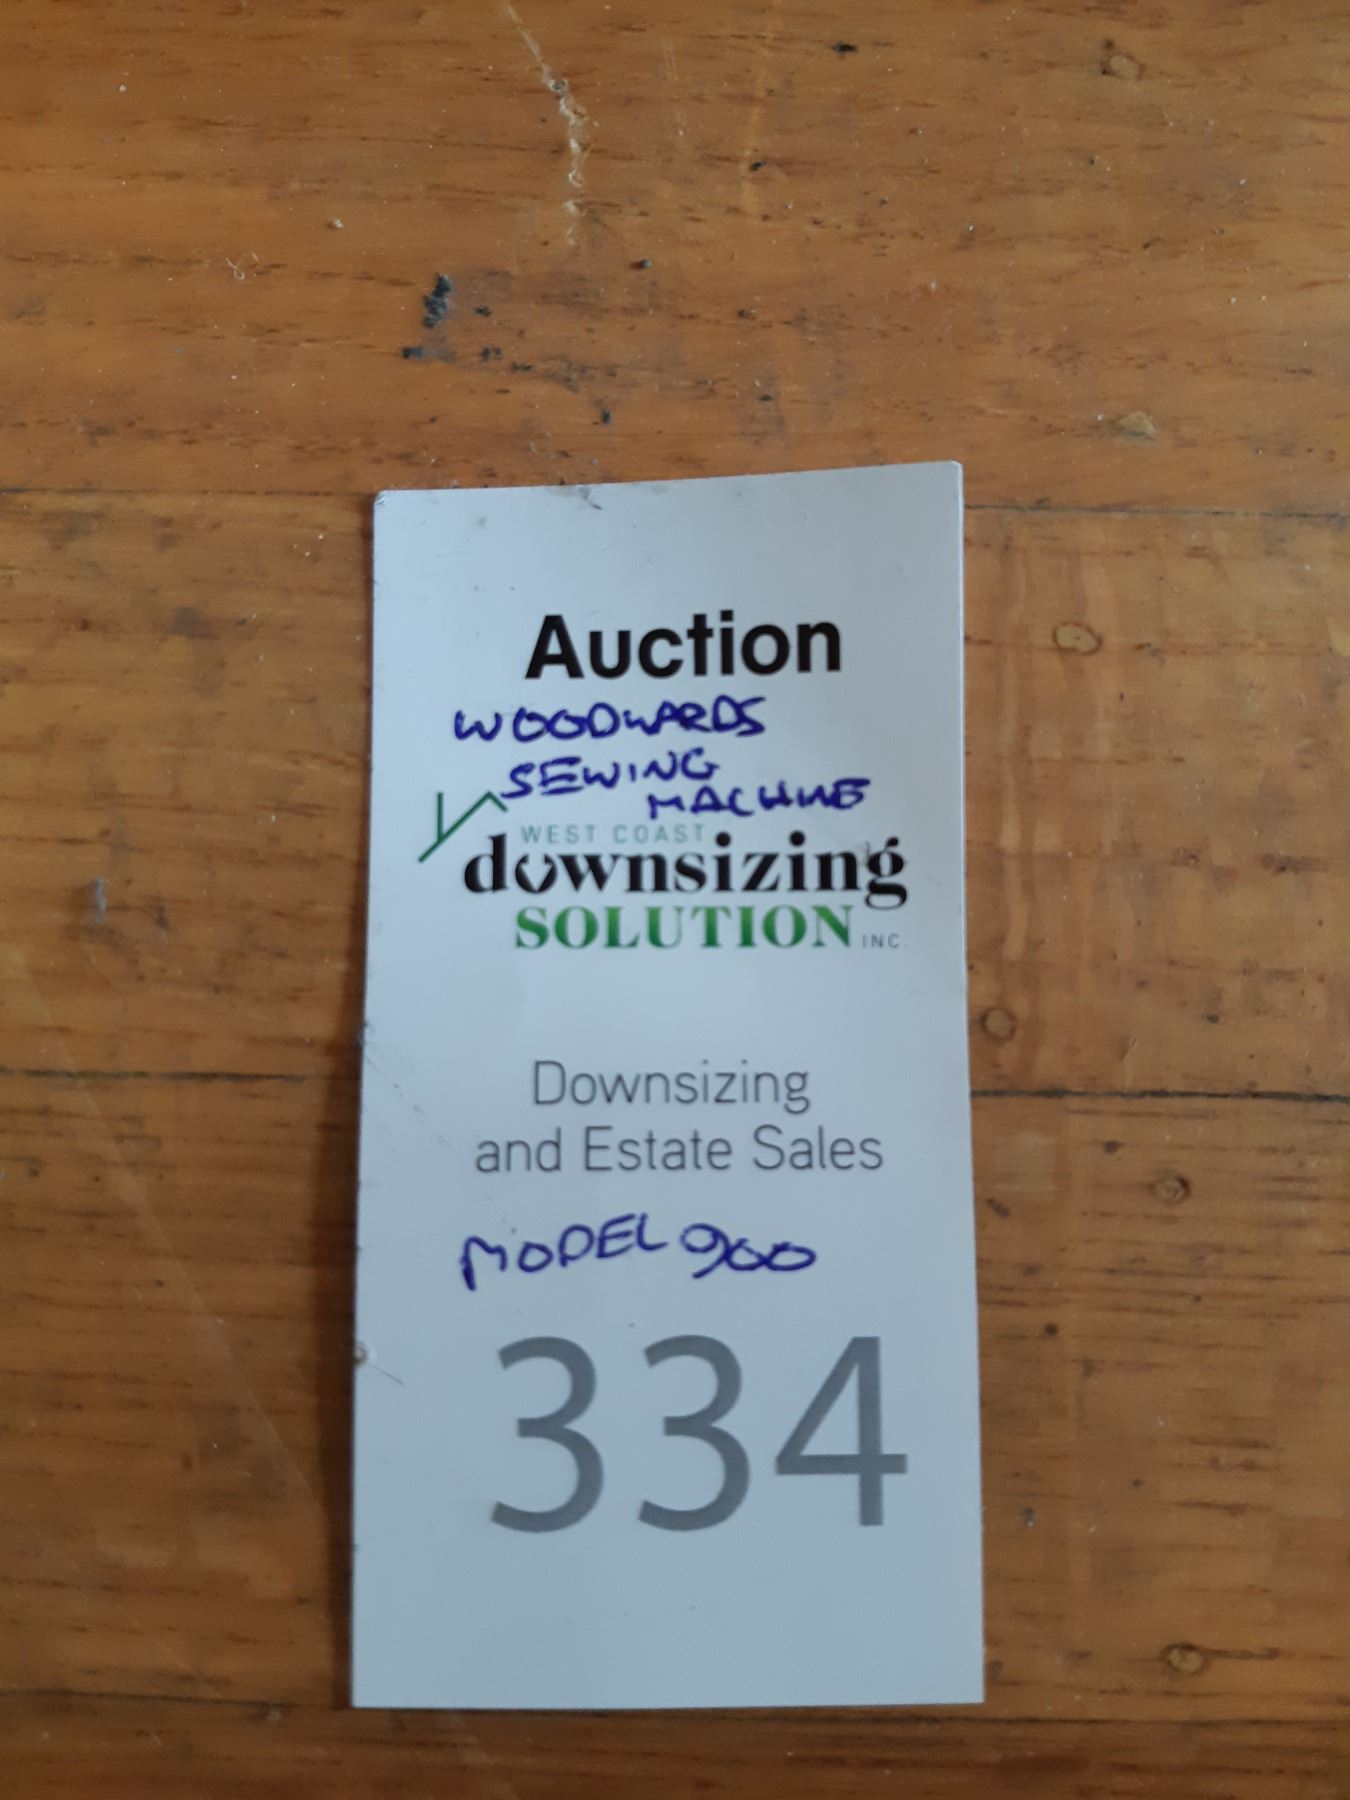 Auction
WOODWARDS
SEWING
MACHINE
WEST COAST
downsizing
SOLUTION INC.
Downsizing
and Estate Sales
MODEL 900
334